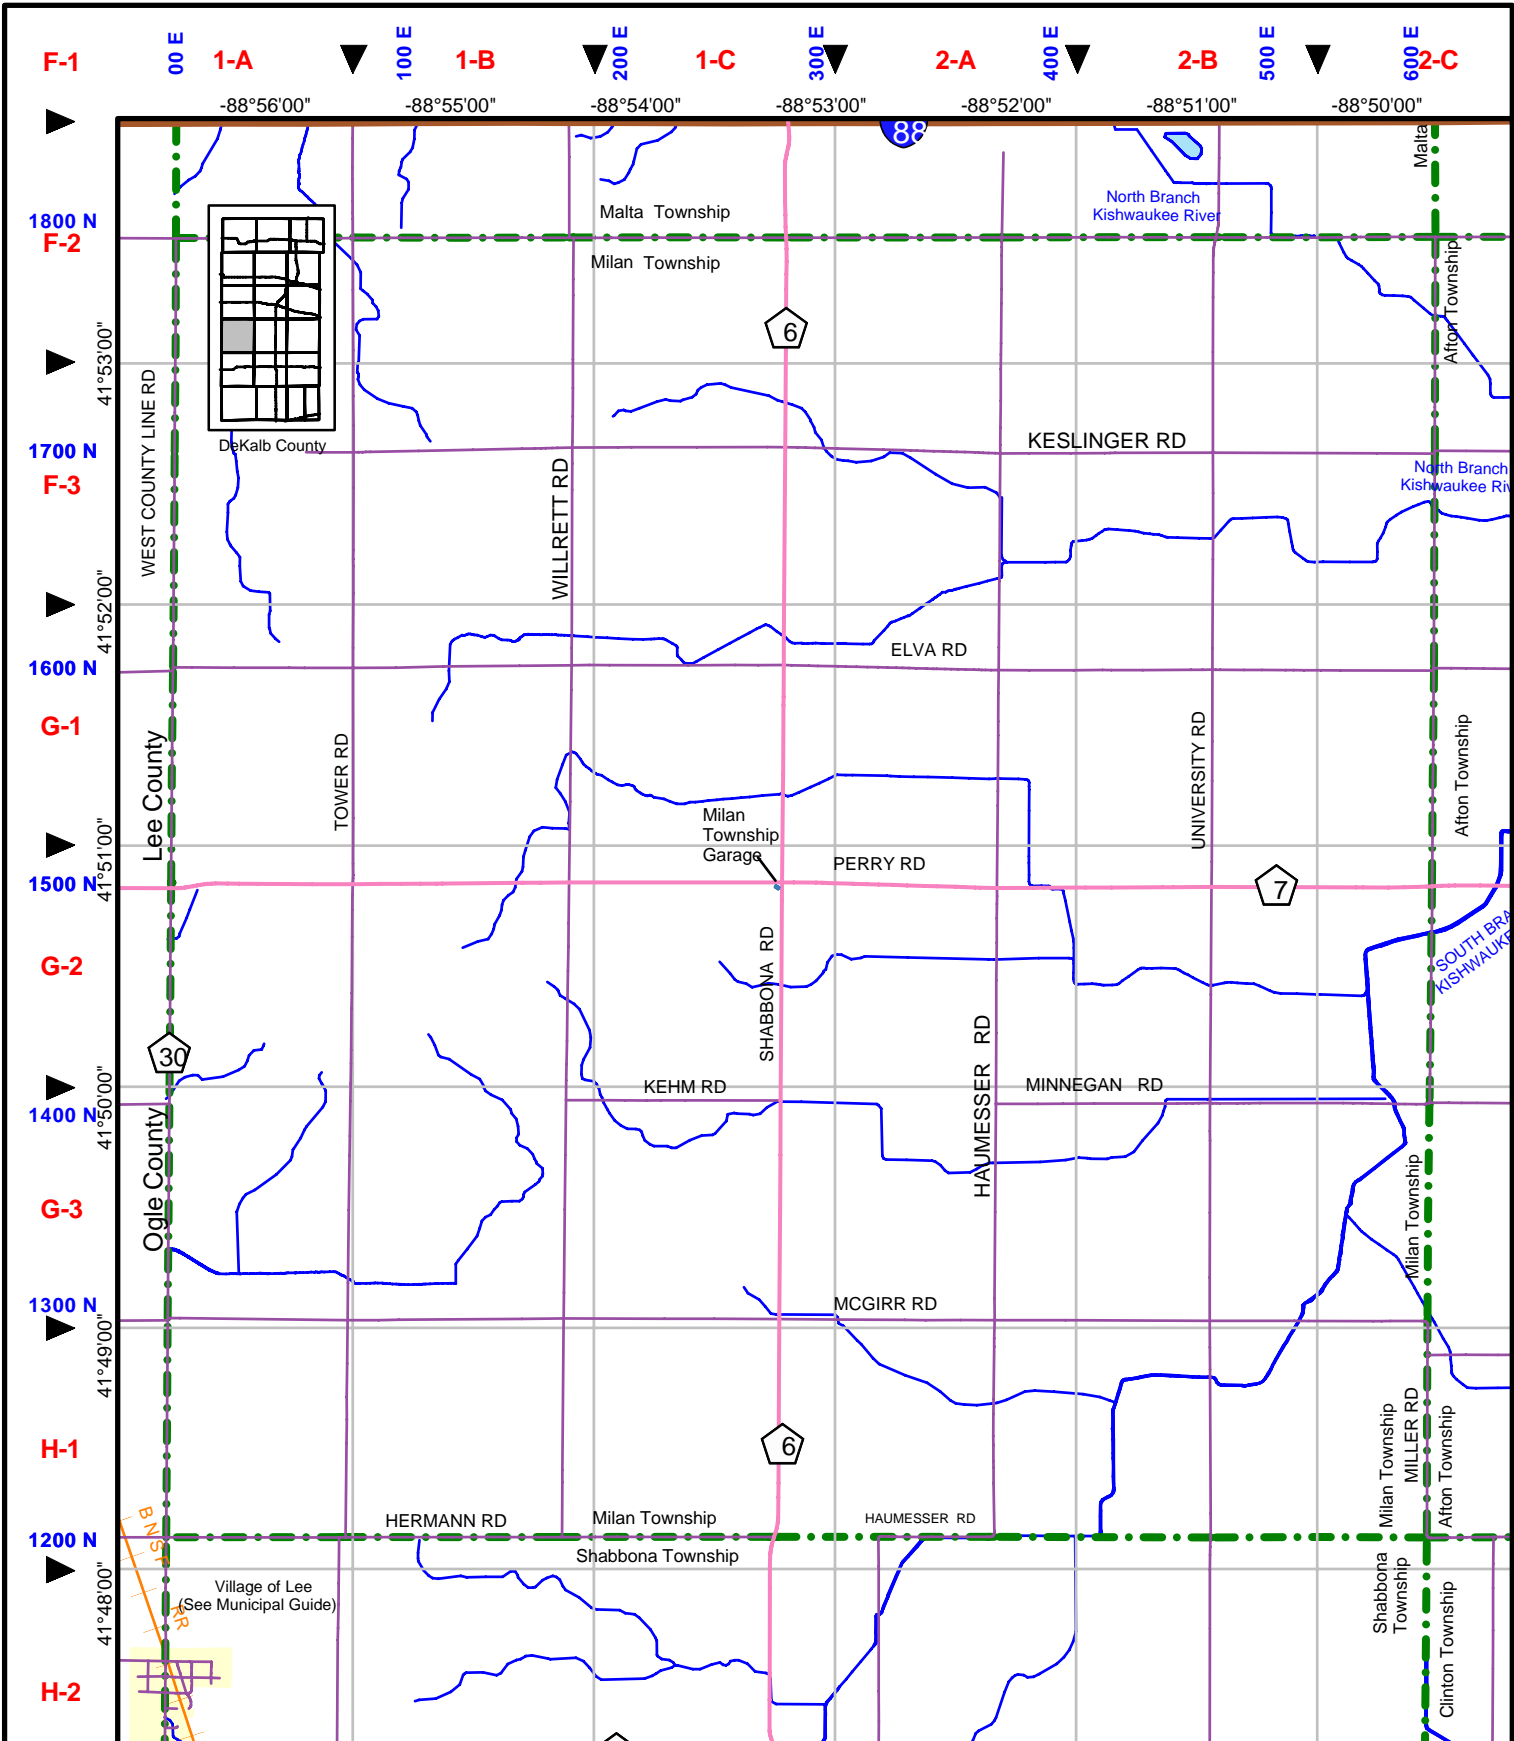 F-1
00 E
1-A
100 E
1-B
200 E
1-C
300 E
2-A
400 E
2-B
500 E
600 E
2-C
-88°56'00"
-88°55'00"
-88°54'00"
-88°53'00"
-88°52'00"
-88°51'00"
-88°50'00"
88
Malta
North Branch
Kishwaukee River
1800 N
Malta Township
F-2
Milan Township
Afton Township
6
41°53'00"
WEST COUNTY LINE RD
DeKalb County
1700 N
KESLINGER RD
F-3
WILLRETT RD
North Branch
Kishwaukee Riv
41°52'00"
ELVA RD
1600 N
G-1
TOWER RD
UNIVERSITY RD
Afton Township
Lee County
Milan
Township
Garage
41°51'00"
PERRY RD
1500 N
7
SHABBONA RD
G-2
SOUTH BRA
KISHWAUKE
HAUMESSER RD
30
41°50'00"
KEHM RD
MINNEGAN RD
1400 N
Ogle County
Milan Township
G-3
1300 N
MCGIRR RD
41°49'00"
MILLER RD
Milan Township
Afton Township
H-1
6
BNSF RR
HERMANN RD
Milan Township
HAUMESSER RD
1200 N
Shabbona Township
41°48'00"
Village of Lee
(See Municipal Guide)
Shabbona
Township
Clinton Township
H-2